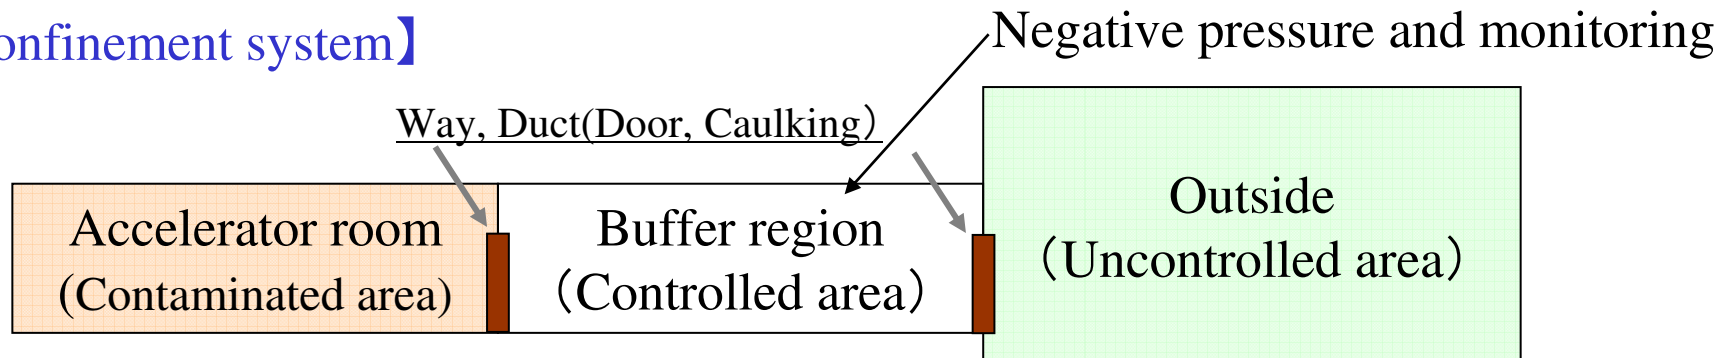 onfinement system】
Negative pressure and monitoring
Way, Duct(Door, Caulking）
Accelerator room
(Contaminated area)
Buffer region
（Controlled area）
Outside
（Uncontrolled area）